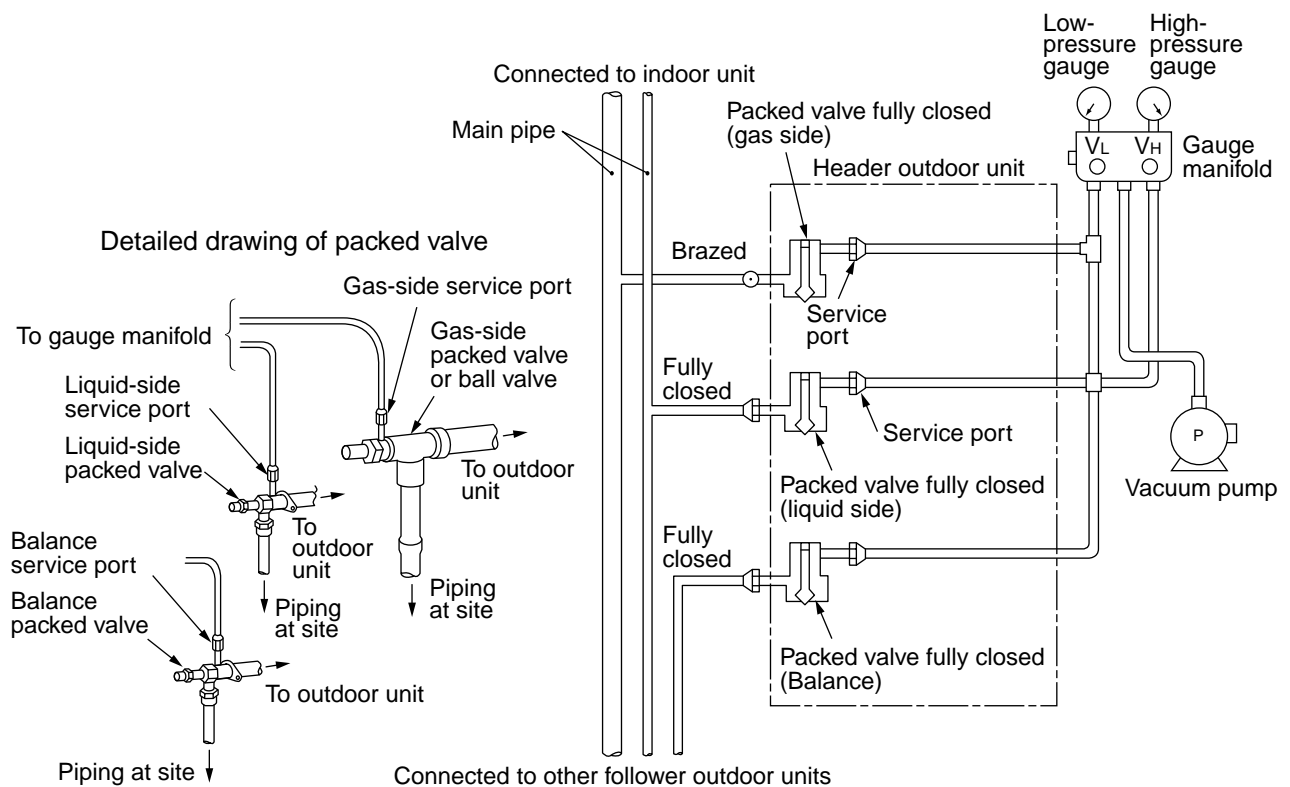 Low-
pressure
gauge
High-
pressure
gauge
Connected to indoor unit
Main pipe
Packed valve fully closed
(gas side)
VL
VH
Gauge
manifold
Header outdoor unit
Detailed drawing of packed valve
Brazed
Gas-side service port
To gauge manifold
Gas-side
packed valve
or ball valve
Service
port
Liquid-side
service port
Fully
closed
Liquid-side
packed valve
Service port
P
To outdoor
unit
Packed valve fully closed
(liquid side)
Vacuum pump
To
outdoor
unit
Fully
closed
Balance
service port
Piping
at site
Piping
at site
Balance
packed valve
Packed valve fully closed
(Balance)
To outdoor unit
Piping at site
Connected to other follower outdoor units